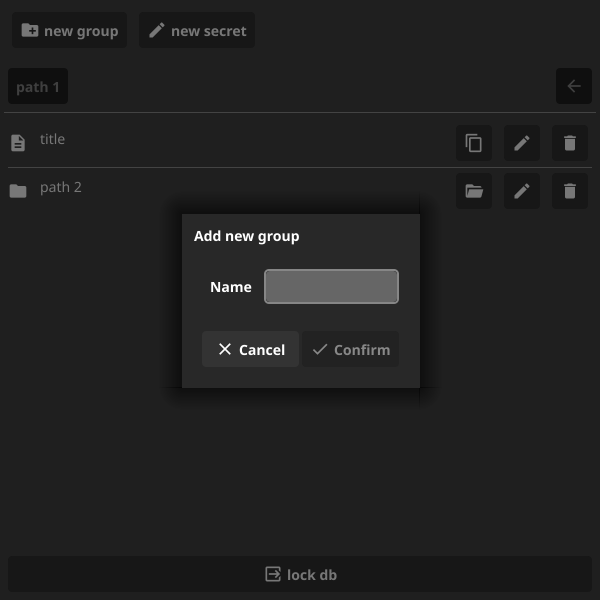 new group new secret
path 1
title
path 2
Add new group
Name
Cancel Confirm
lock db